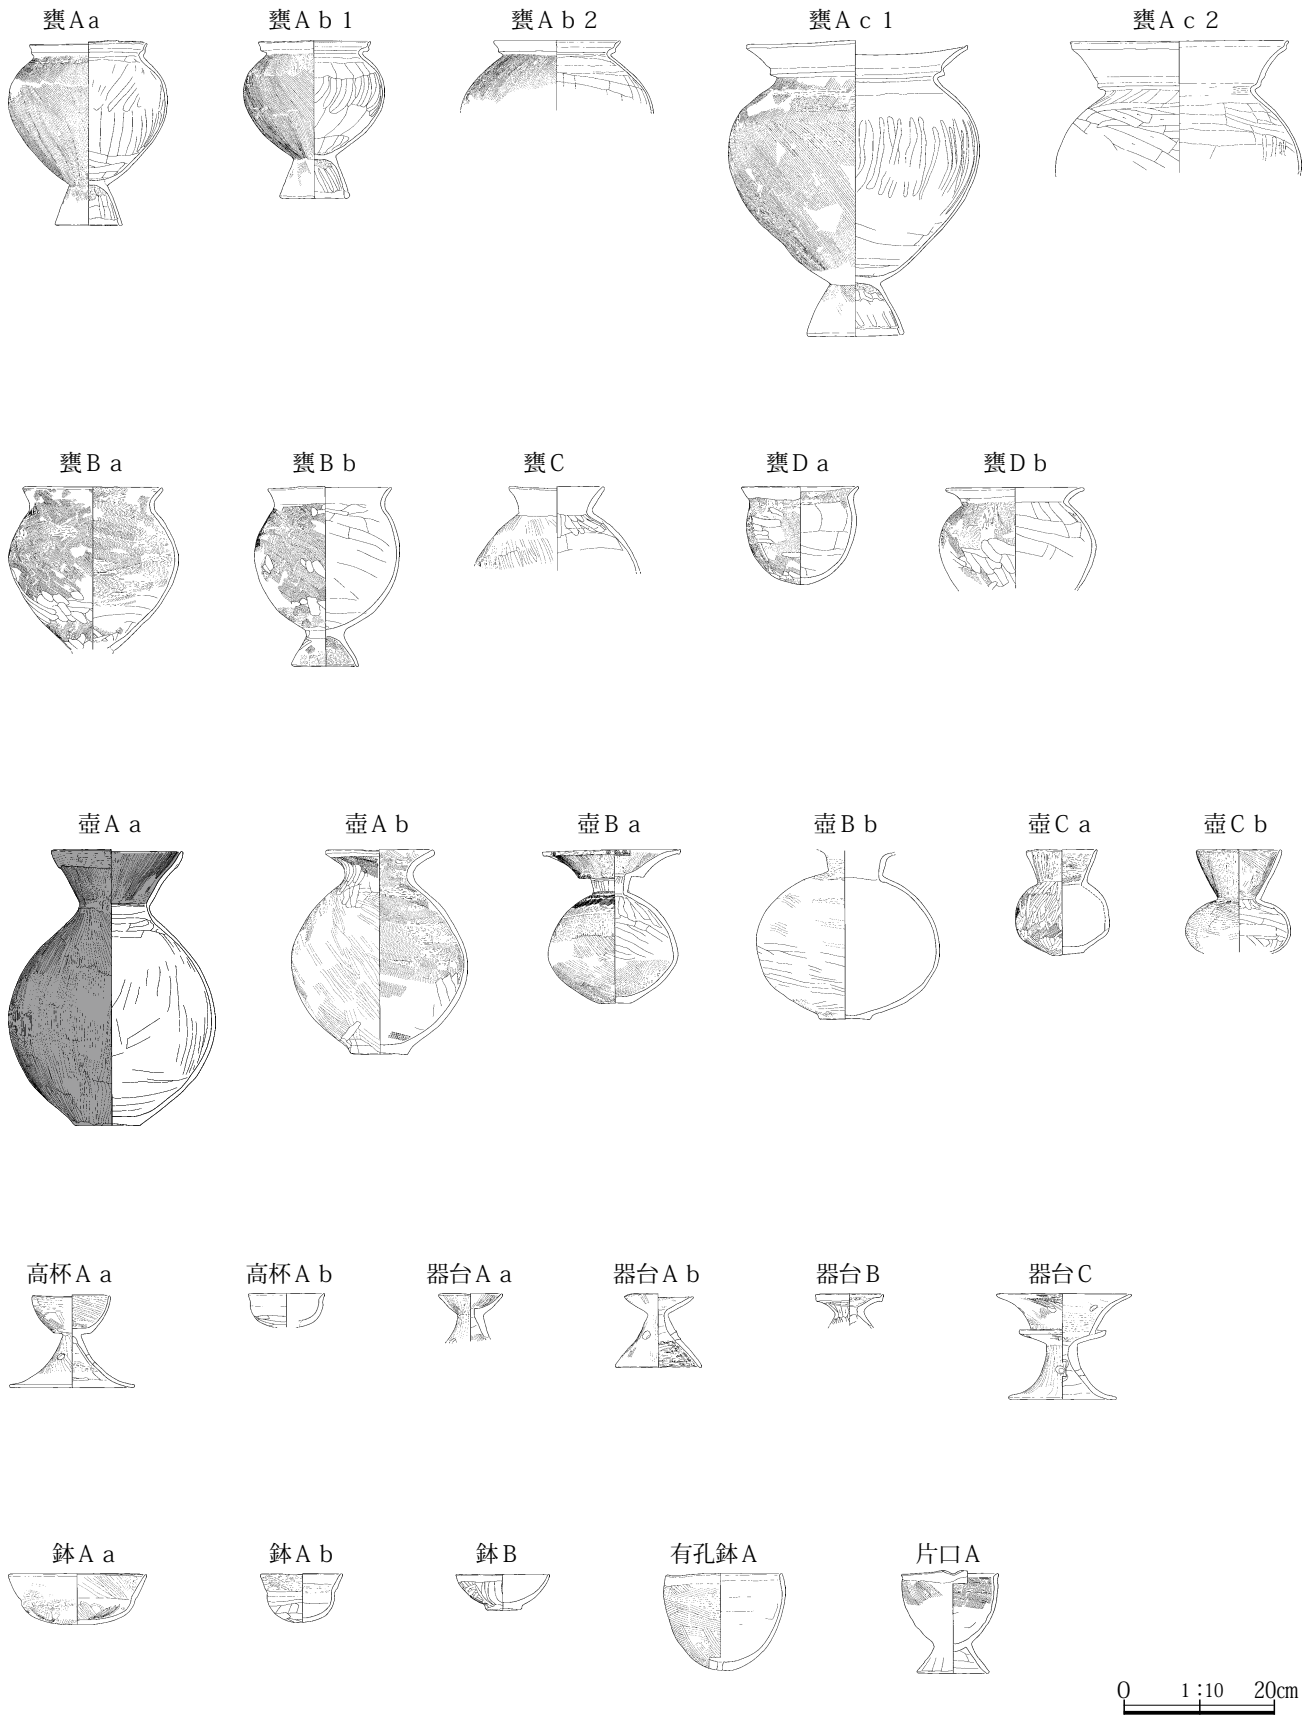 甕Aa 甕Ab1 甕Ab2 甕Ac1 甕Ac2
甕Ba 甕Bb 甕C 甕Da 甕Db
壺Aa 壺Ab 壺Ba 壺Bb 壺Ca 壺Cb
高杯Aa 高杯Ab 器台Aa 器台Ab 器台B 器台C
鉢Aa 鉢Ab 鉢B 有孔鉢A 片口A
0 1:10 20cm